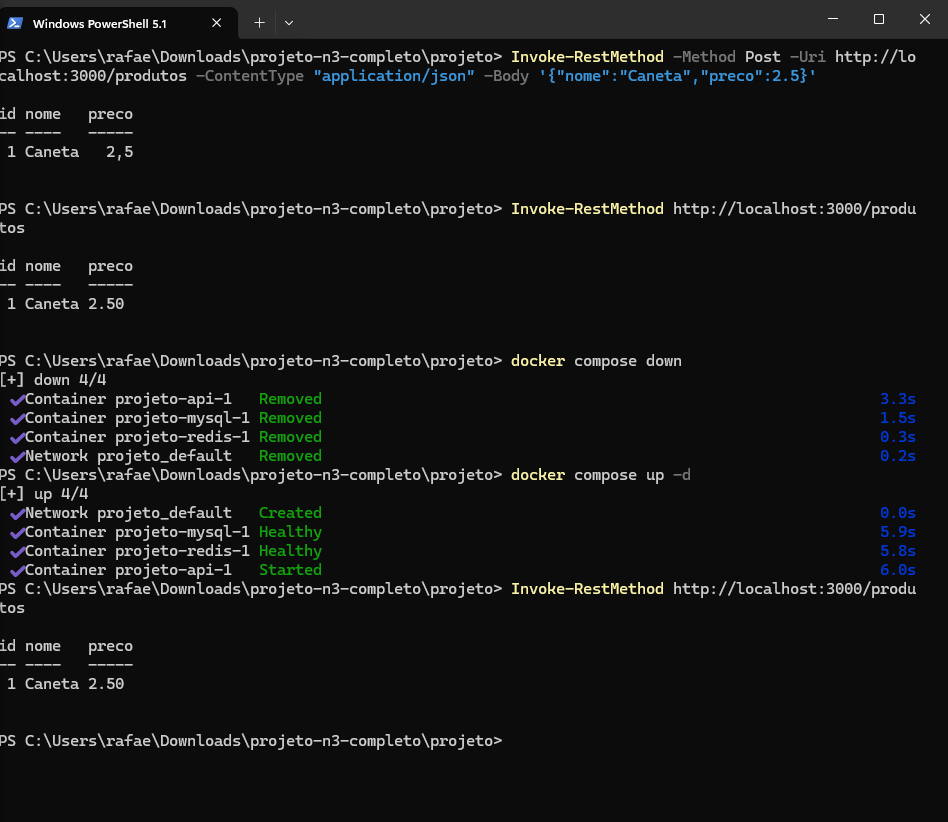 Windows PowerShell 5.1
PS C:\Users\rafae\Downloads\projeto-n3-completo\projeto> Invoke-RestMethod -Method Post -Uri http://lo
calhost:3000/produtos -ContentType "application/json" -Body '{"nome":"Caneta","preco":2.5}'
id nome   preco
-- ----   -----
 1 Caneta   2,5
PS C:\Users\rafae\Downloads\projeto-n3-completo\projeto> Invoke-RestMethod http://localhost:3000/produ
tos
id nome   preco
-- ----   -----
 1 Caneta 2.50
PS C:\Users\rafae\Downloads\projeto-n3-completo\projeto> docker compose down
[+] down 4/4
 ✔Container projeto-api-1   Removed 3.3s
 ✔Container projeto-mysql-1 Removed 1.5s
 ✔Container projeto-redis-1 Removed 0.3s
 ✔Network projeto_default   Removed 0.2s
PS C:\Users\rafae\Downloads\projeto-n3-completo\projeto> docker compose up -d
[+] up 4/4
 ✔Network projeto_default   Created 0.0s
 ✔Container projeto-mysql-1 Healthy 5.9s
 ✔Container projeto-redis-1 Healthy 5.8s
 ✔Container projeto-api-1   Started 6.0s
PS C:\Users\rafae\Downloads\projeto-n3-completo\projeto> Invoke-RestMethod http://localhost:3000/produ
tos
id nome   preco
-- ----   -----
 1 Caneta 2.50
PS C:\Users\rafae\Downloads\projeto-n3-completo\projeto>